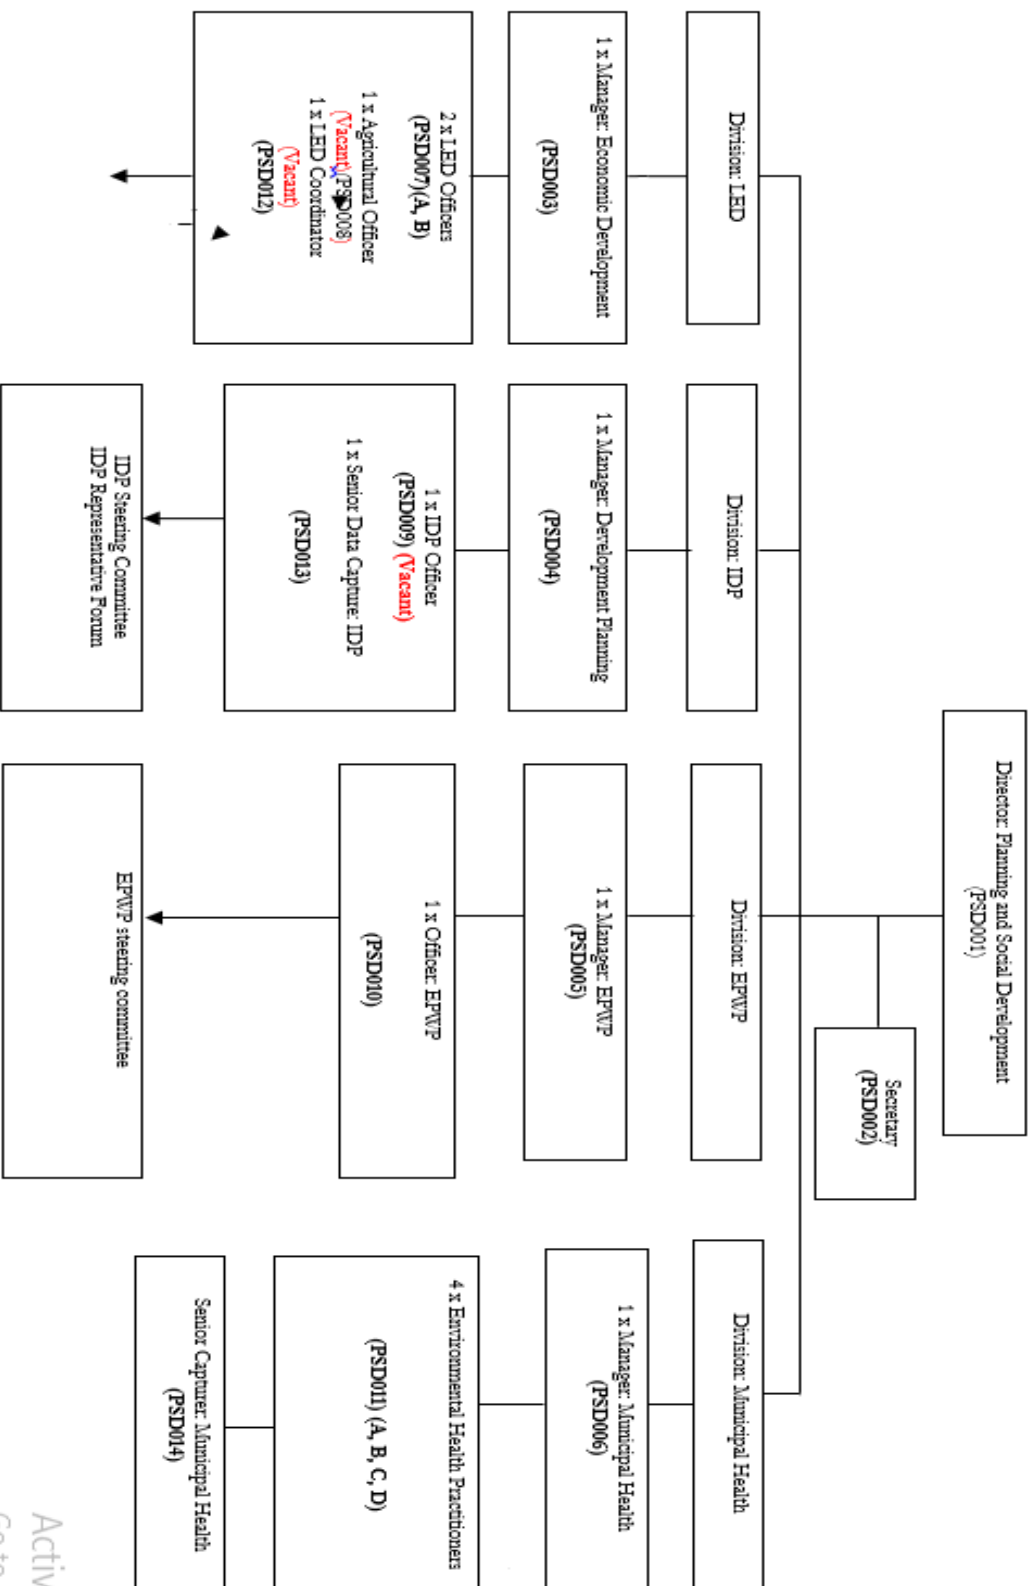 Director: Planning and Social Development
(PSD001)
Secretary
(PSD002)
Division: LED
1 x Manager: Economic Development
(PSD003)
2 x LED Officers
(PSD007)(A, B)
1 x Agricultural Officer
(Vacant)(PSD008)
1 x LED Coordinator
(Vacant)
(PSD012)
Division: IDP
1 x Manager: Development Planning
(PSD004)
1 x IDP Officer
(PSD009) (Vacant)
1 x Senior Data Capture: IDP
(PSD013)
IDP Steering Committee
IDP Representative Forum
Division: EPWP
1 x Manager: EPWP
(PSD005)
1 x Officer: EPWP
(PSD010)
EPWP steering committee
Division: Municipal Health
1 x Manager: Municipal Health
(PSD006)
4 x Environmental Health Practitioners
(PSD011) (A, B, C, D)
Senior Capturer: Municipal Health
(PSD014)
Activ